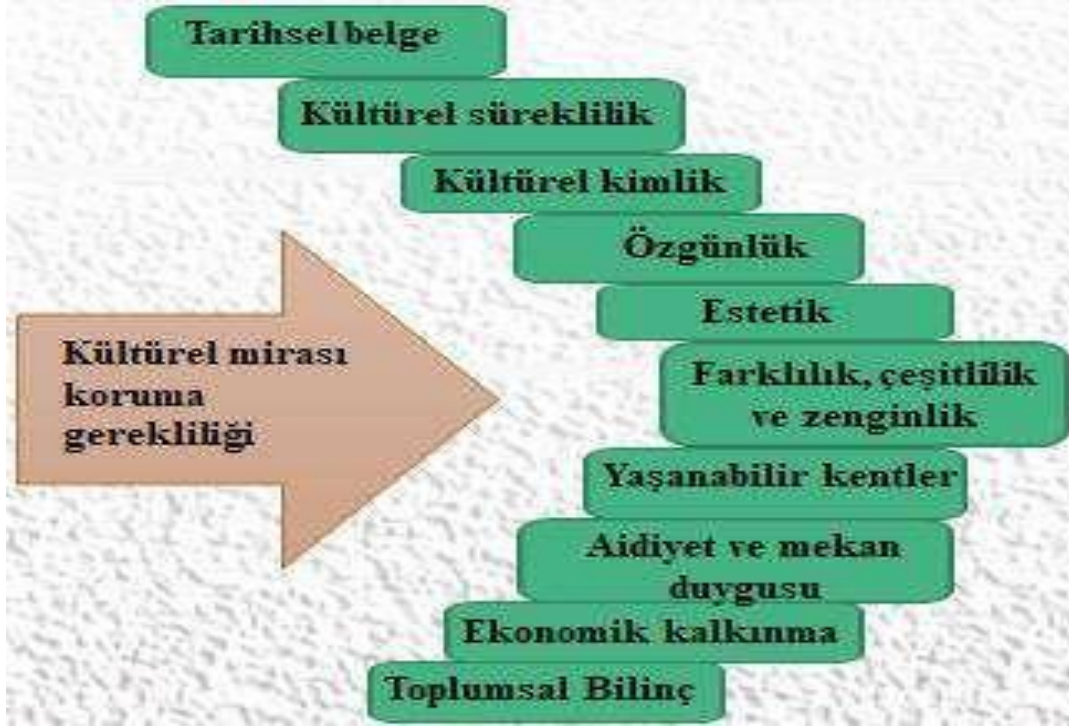 Tarihsel belge
Kültürel süreklilik
Kültürel kimlik
Özgünlük
Estetik
Farklılık, çeşitlilik
ve zenginlik
Yaşanabilir kentler
Aidiyet ve mekan
duygusu
Ekonomik kalkınma
Toplumsal Bilinç
Kültürel mirası
koruma
gerekliliği